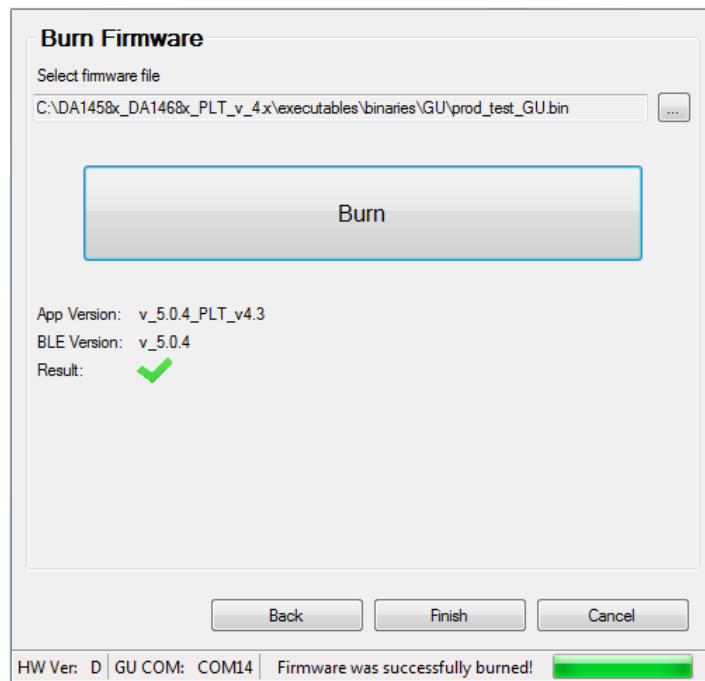 Burn Firmware
Select firmware file
C:\DA1458x_DA1468x_PLT_v_4.x\executables\binaries\GU\prod_test_GU.bin
...
Burn
App Version: v_5.0.4_PLT_v4.3
BLE Version: v_5.0.4
Result:
Back Finish Cancel
HW Ver: D GU COM: COM14 Firmware was successfully burned!